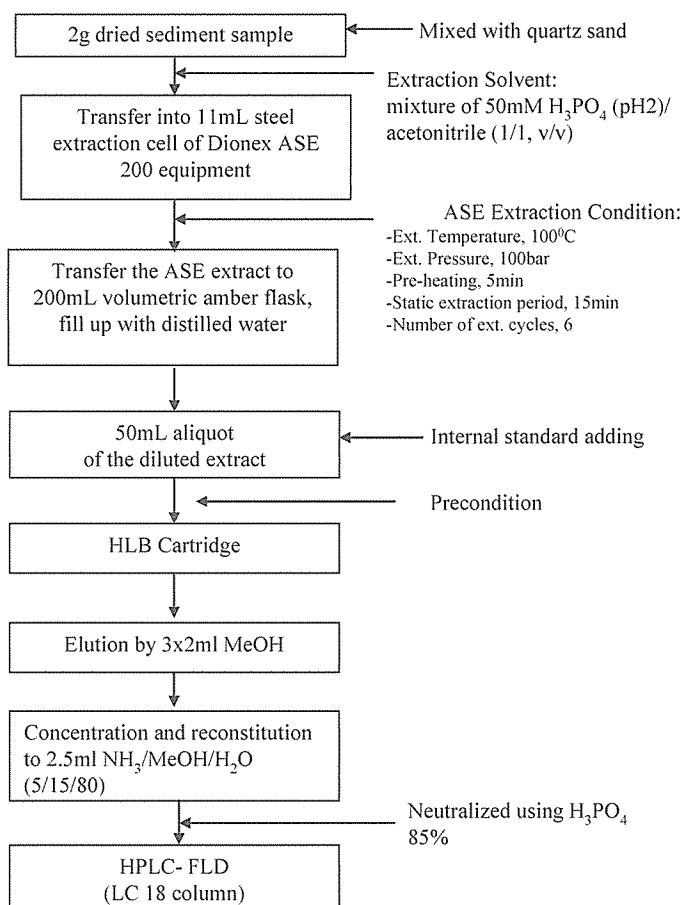 2g dried sediment sample
Mixed with quartz sand
Extraction Solvent:
mixture of 50mM H₃PO₄ (pH2)/
acetonitrile (1/1, v/v)
Transfer into 11mL steel
extraction cell of Dionex ASE
200 equipment
ASE Extraction Condition:
-Ext. Temperature, 100⁰C
-Ext. Pressure, 100bar
-Pre-heating, 5min
-Static extraction period, 15min
-Number of ext. cycles, 6
Transfer the ASE extract to
200mL volumetric amber flask,
fill up with distilled water
50mL aliquot
of the diluted extract
Internal standard adding
Precondition
HLB Cartridge
Elution by 3x2ml MeOH
Concentration and reconstitution
to 2.5ml NH₃/MeOH/H₂O
(5/15/80)
Neutralized using H₃PO₄
85%
HPLC- FLD
(LC 18 column)